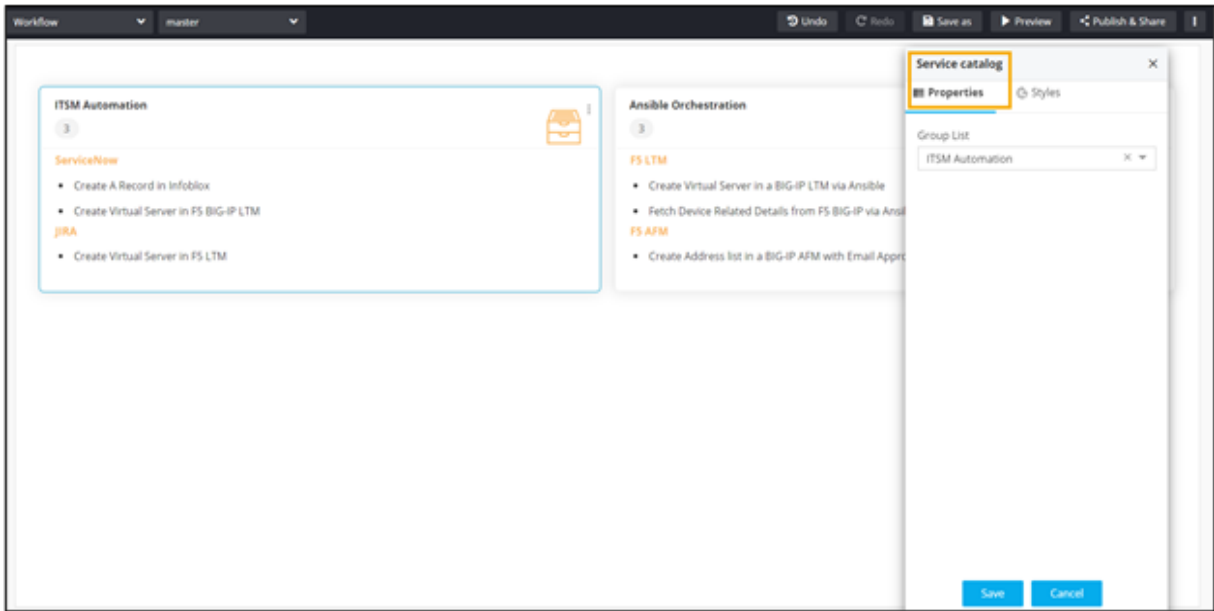 Workflow master Undo Redo Save as Preview Publish & Share
Service catalog
Properties Styles
ITSM Automation
3
ServiceNow
• Create A Record in Infoblox
• Create Virtual Server in F5 BIG-IP LTM
JIRA
• Create Virtual Server in F5 LTM
Ansible Orchestration
3
F5 LTM
• Create Virtual Server in a BIG-IP LTM via Ansible
• Fetch Device Related Details from F5 BIG-IP via Ansi
F5 AFM
• Create Address list in a BIG-IP AFM with Email Appro
Group List
ITSM Automation
Save Cancel